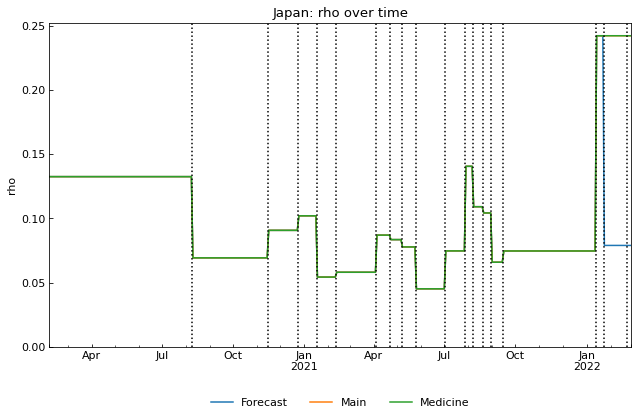 Japan: rho over time
0.25
0.20
0.15
0.10
0.05
0.00
rho
Apr Jul Oct Jan Apr Jul Oct Jan
2021 2022
Forecast Main Medicine